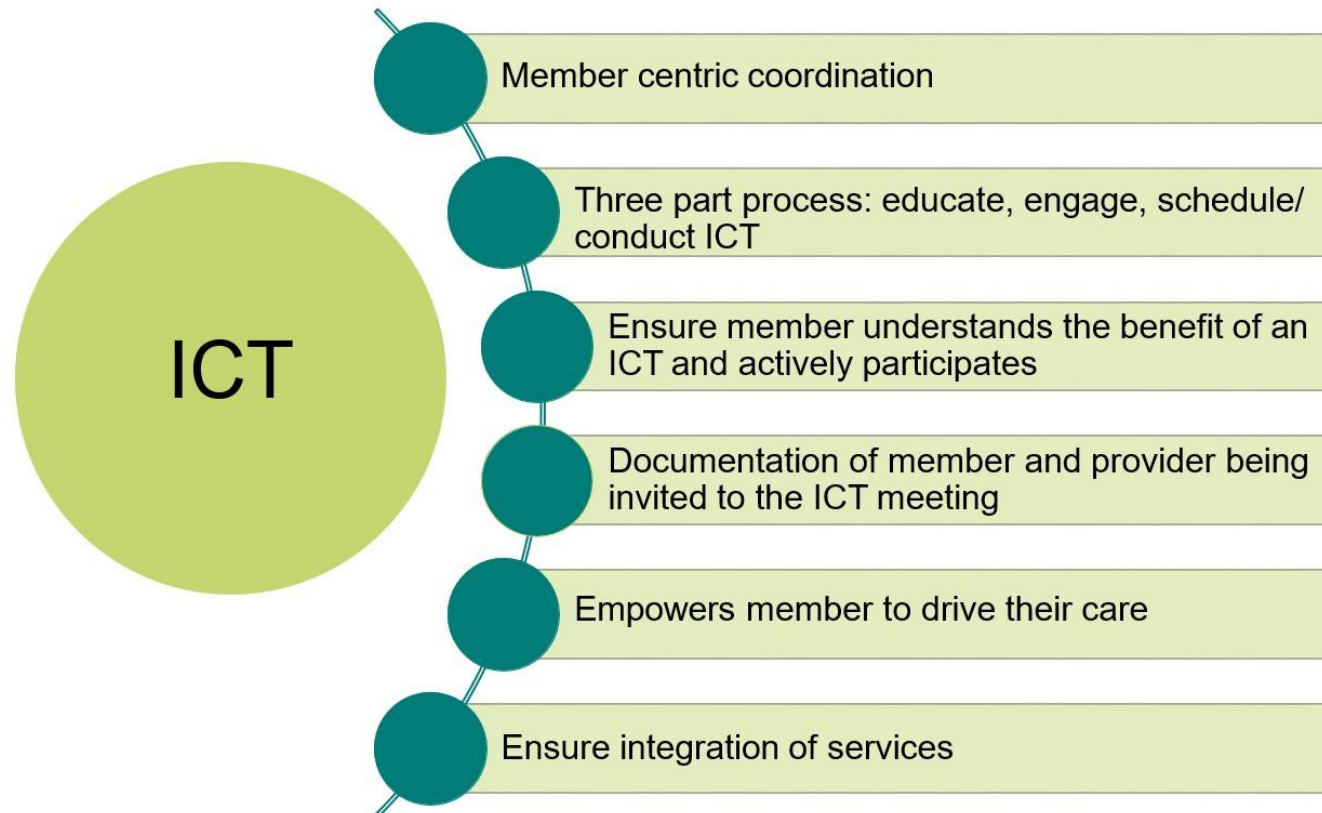 ICT
Member centric coordination
Three part process: educate, engage, schedule/
conduct ICT
Ensure member understands the benefit of an
ICT and actively participates
Documentation of member and provider being
invited to the ICT meeting
Empowers member to drive their care
Ensure integration of services